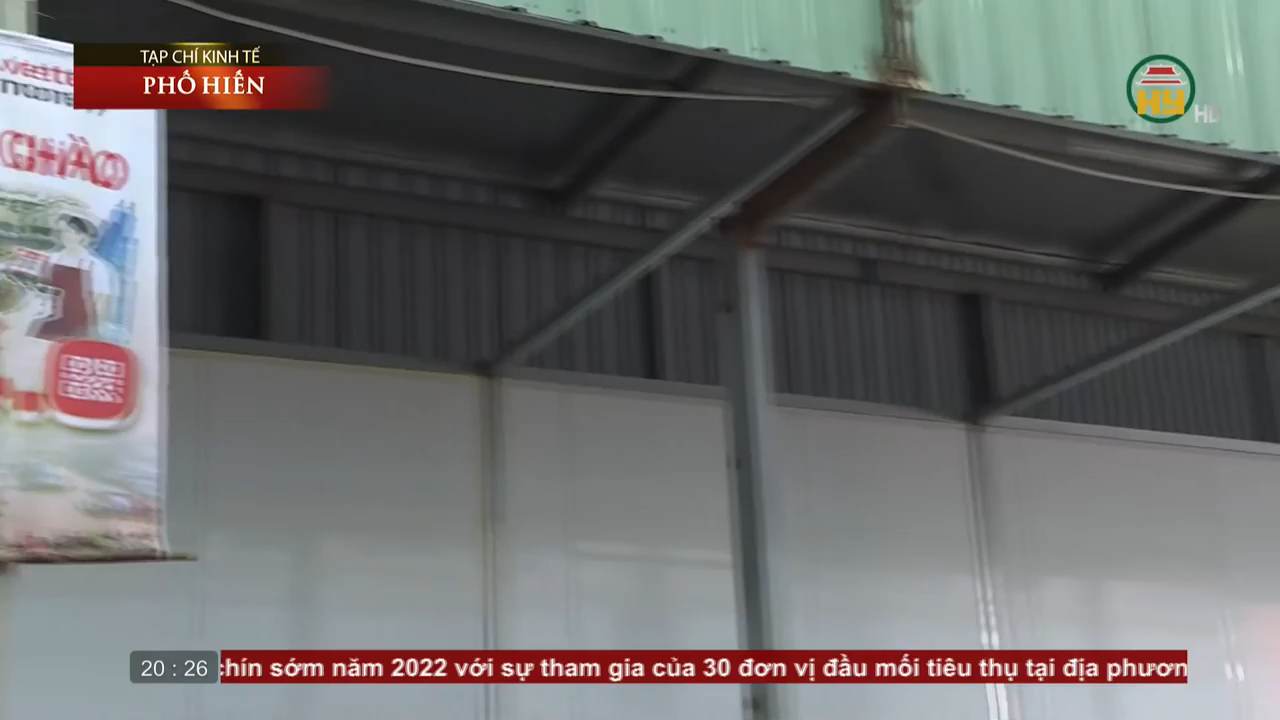 TẠP CHÍ KINH TẾ
PHỐ HIẾN
HY
HD
CHÀO
20 : 26
chín sớm năm 2022 với sự tham gia của 30 đơn vị đầu mối tiêu thụ tại địa phươn